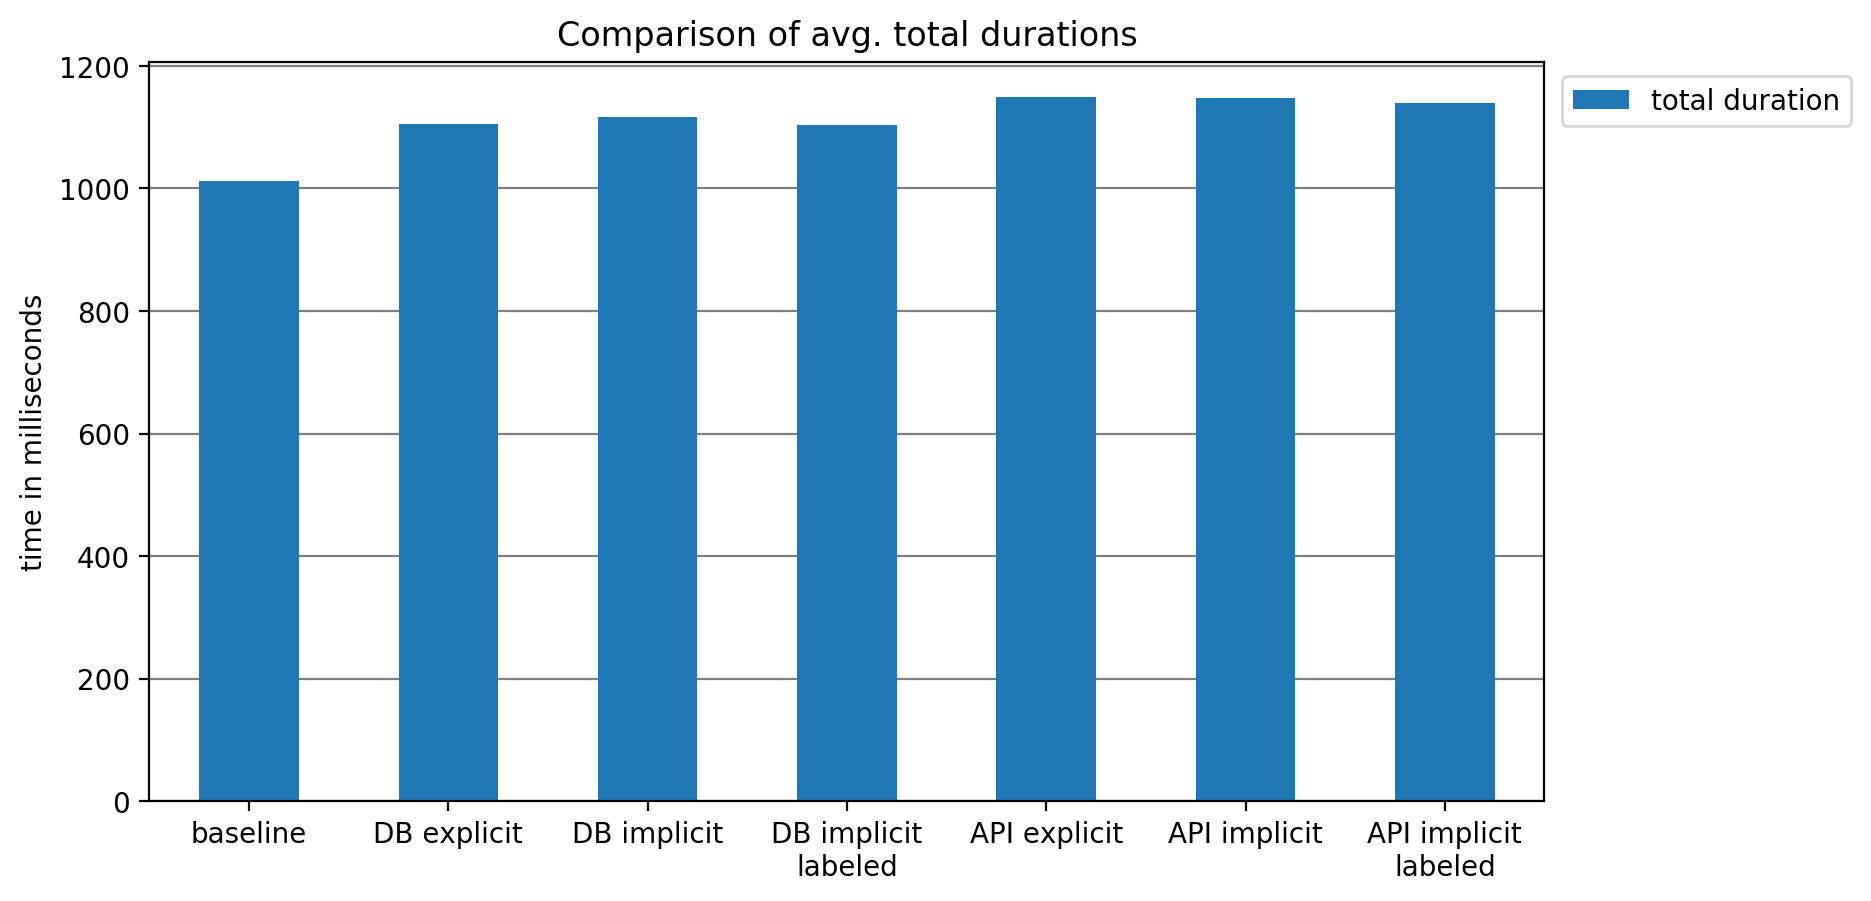 Comparison of avg. total durations
1200
1000
800
600
400
200
0
time in milliseconds
total duration
baseline
DB explicit
DB implicit
DB implicit
labeled
API explicit
API implicit
API implicit
labeled